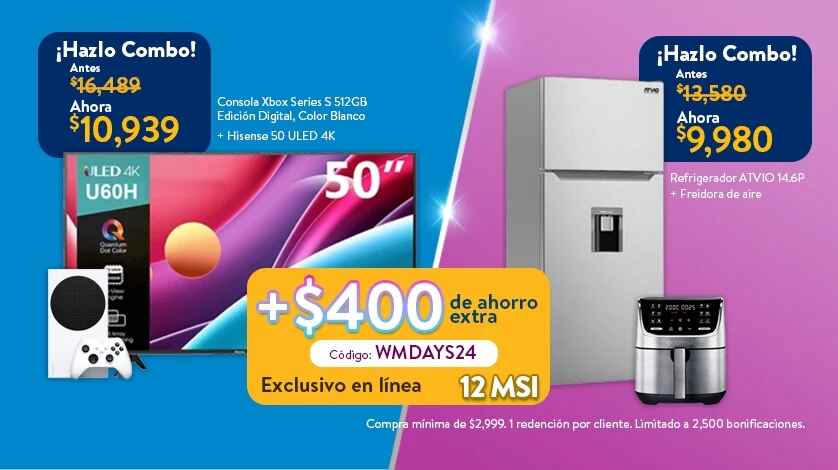 ¡Hazlo Combo!
Antes
$16,489
Ahora
$10,939
Consola Xbox Series S 512GB
Edición Digital, Color Blanco
+ Hisense 50 ULED 4K
ULED 4K
U60H
50”
Quantum
Dot Color
¡Hazlo Combo!
Antes
$13,580
Ahora
$9,980
Refrigerador ATVIO 14.6P
+ Freidora de aire
+$400
de ahorro
extra
Código: WMDAYS24
Exclusivo en línea
12 MSI
Compra mínima de $2,999. 1 redención por cliente. Limitado a 2,500 bonificaciones.